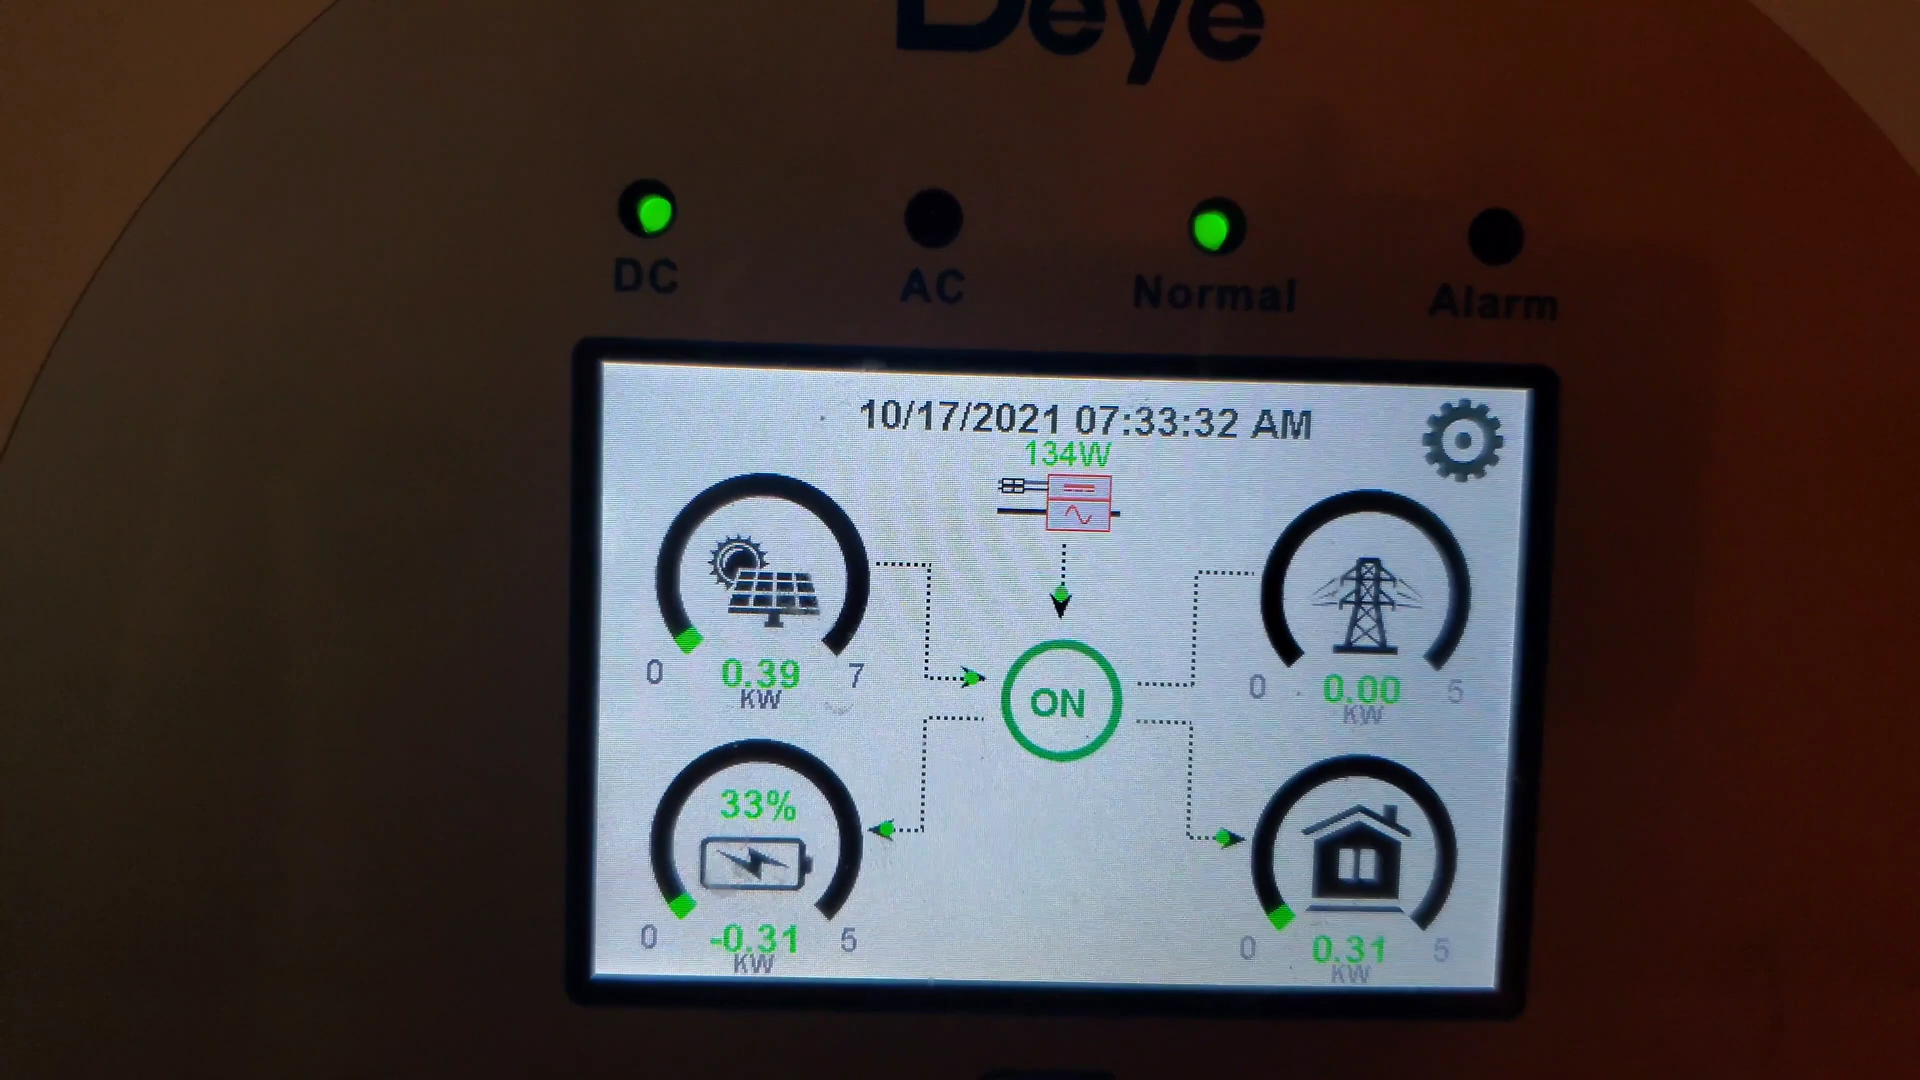 Deye
DC AC Normal Alarm
10/17/2021 07:33:32 AM
134W
0 0.39 7
KW
0 0.00 5
KW
ON
33%
0 -0.31 5
KW
0 0.31 5
KW